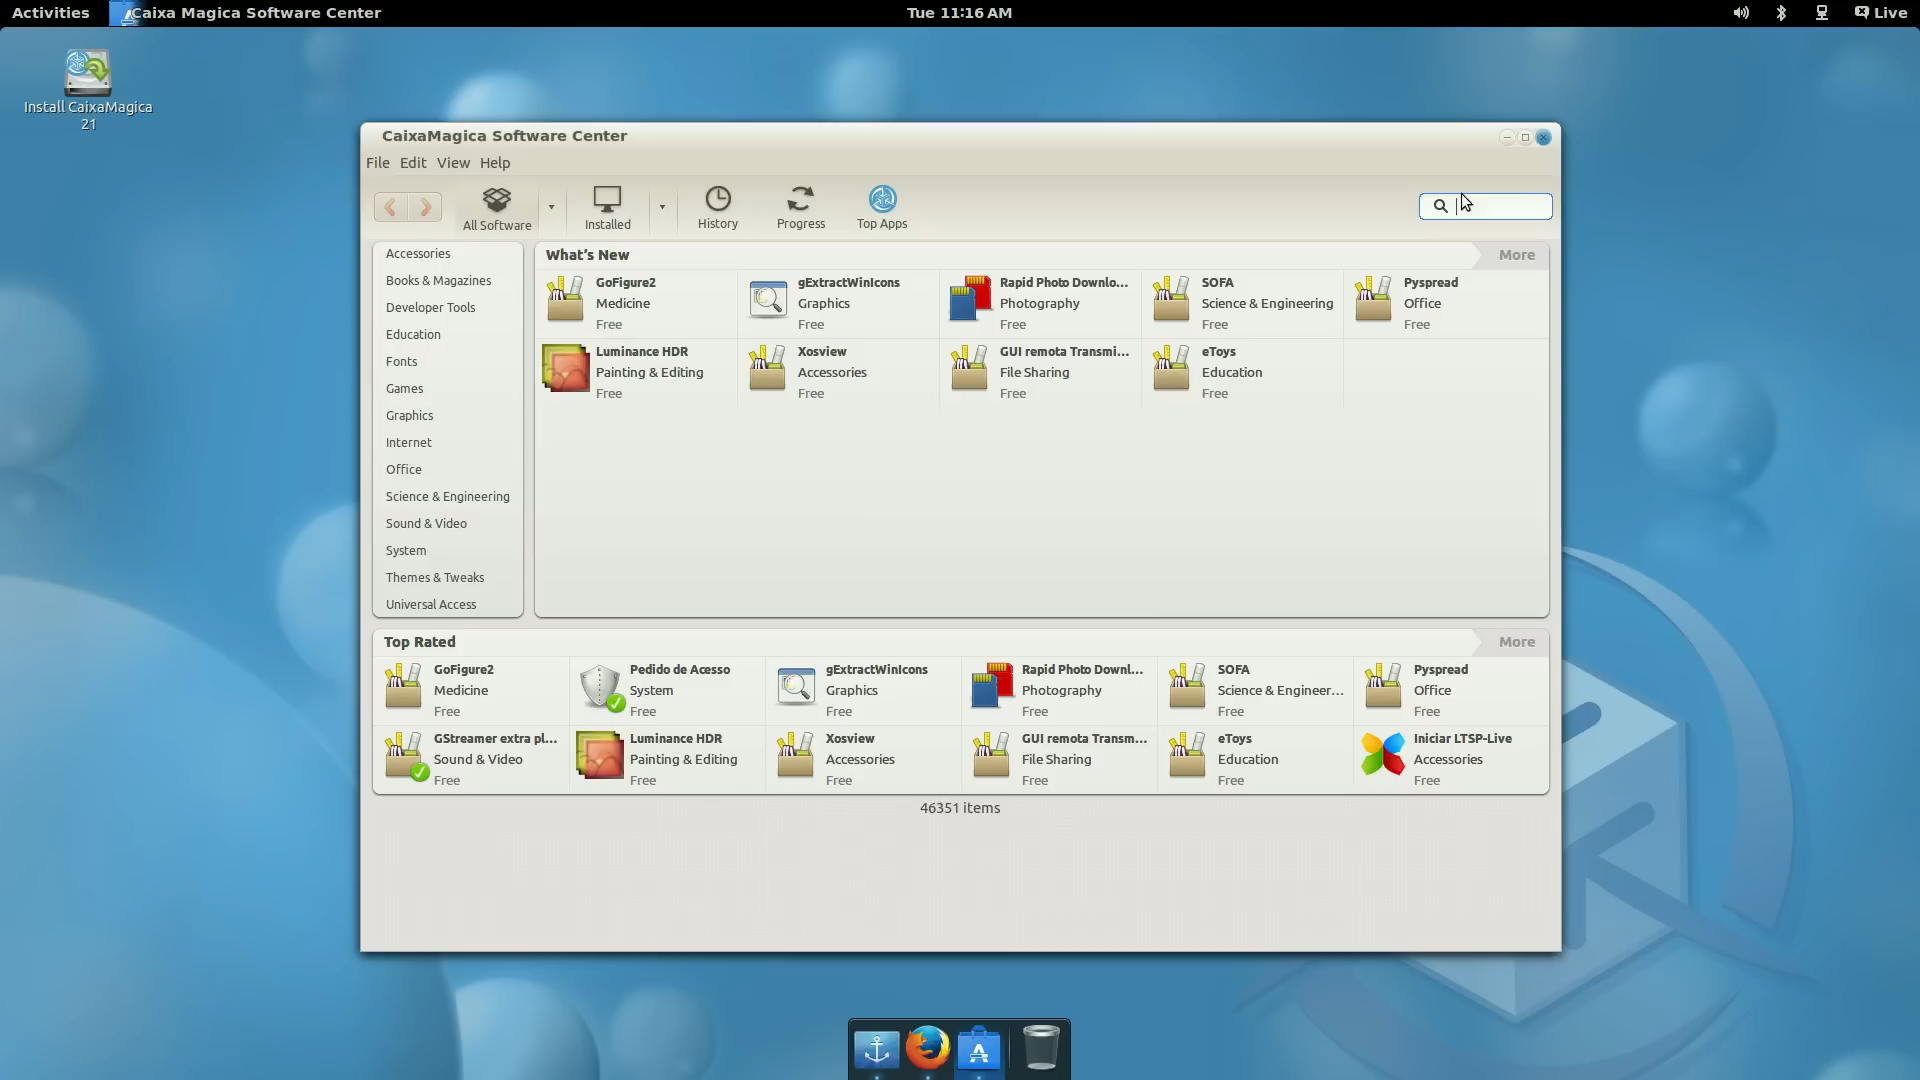 Activities
Caixa Magica Software Center
Tue 11:16 AM
Live
Install CaixaMagica
21
CaixaMagica Software Center
File Edit View Help
All Software
Installed
History
Progress
Top Apps
Accessories
Books & Magazines
Developer Tools
Education
Fonts
Games
Graphics
Internet
Office
Science & Engineering
Sound & Video
System
Themes & Tweaks
Universal Access
What's New
More
GoFigure2
Medicine
Free
gExtractWinIcons
Graphics
Free
Rapid Photo Downlo...
Photography
Free
SOFA
Science & Engineering
Free
Pyspread
Office
Free
Luminance HDR
Painting & Editing
Free
Xosview
Accessories
Free
GUI remota Transmi...
File Sharing
Free
eToys
Education
Free
Top Rated
More
GoFigure2
Medicine
Free
Pedido de Acesso
System
Free
gExtractWinIcons
Graphics
Free
Rapid Photo Downl...
Photography
Free
SOFA
Science & Engineer...
Free
Pyspread
Office
Free
GStreamer extra pl...
Sound & Video
Free
Luminance HDR
Painting & Editing
Free
Xosview
Accessories
Free
GUI remota Transm...
File Sharing
Free
eToys
Education
Free
Iniciar LTSP-Live
Accessories
Free
46351 items